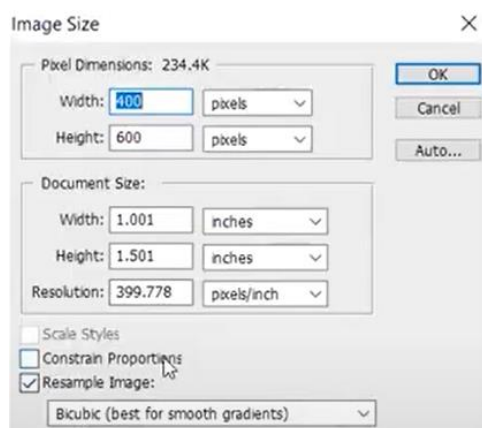 Image Size
Pixel Dimensions: 234.4K
OK
Width: 400 pixels
Cancel
Height: 600 pixels
Auto...
Document Size:
Width: 1.001 inches
Height: 1.501 inches
Resolution: 399.778 pixels/inch
Scale Styles
Constrain Proportions
Resample Image:
Bicubic (best for smooth gradients)